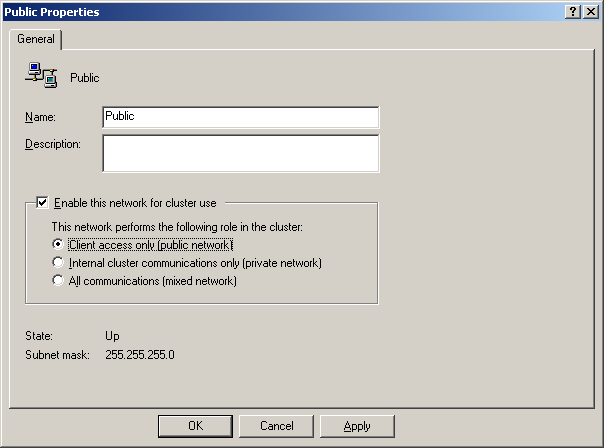 Public Properties
General
Public
Name: Public
Description:
Enable this network for cluster use
This network performs the following role in the cluster:
Client access only (public network)
Internal cluster communications only (private network)
All communications (mixed network)
State: Up
Subnet mask: 255.255.255.0
OK Cancel Apply